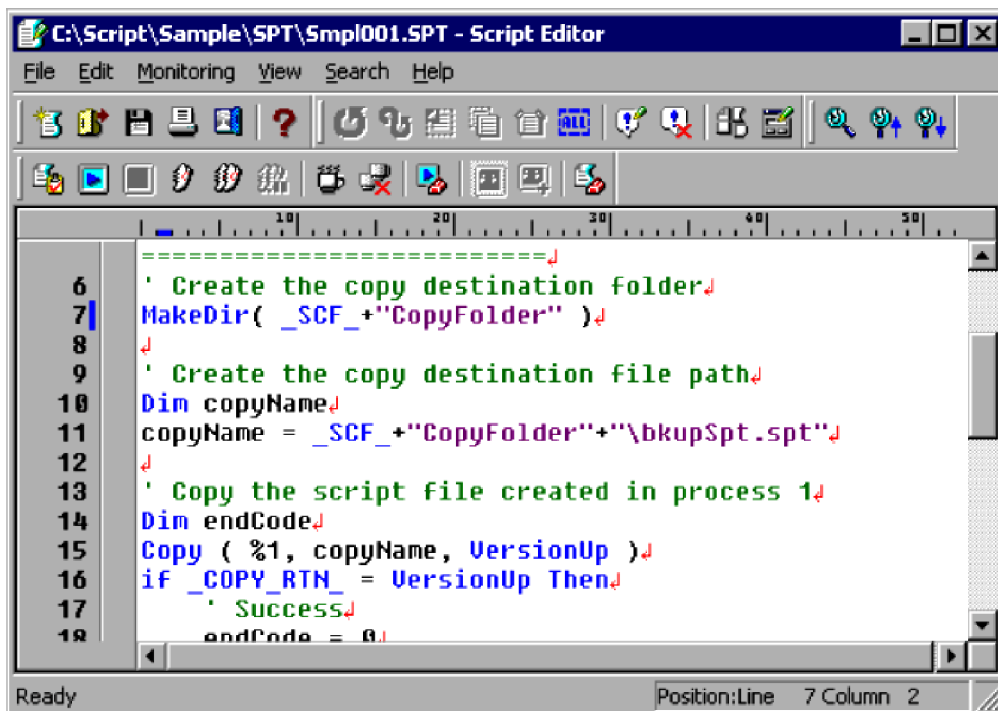 C:\Script\Sample\SPT\Smpl001.SPT - Script Editor
File Edit Monitoring View Search Help
ALL
10 20 30 40 50
==========================
6 ' Create the copy destination folder
7 MakeDir( _SCF_+"CopyFolder" )
8
9 ' Create the copy destination file path
10 Dim copyName
11 copyName = _SCF_+"CopyFolder"+"\bkupSpt.spt"
12
13 ' Copy the script file created in process 1
14 Dim endCode
15 Copy ( %1, copyName, VersionUp )
16 if _COPY_RTN_ = VersionUp Then
17 ' Success
18 endCode = 0
Ready Position:Line 7 Column 2